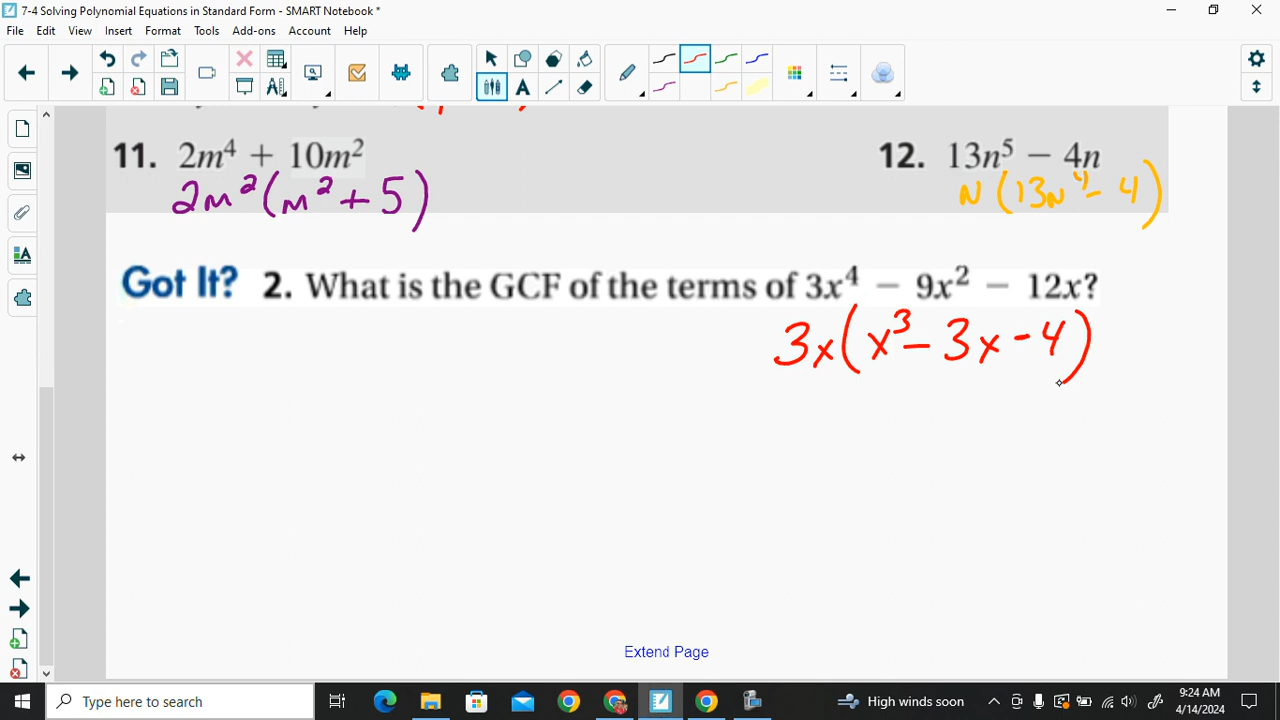 7-4 Solving Polynomial Equations in Standard Form - SMART Notebook *
File Edit View Insert Format Tools Add-ons Account Help
11. 2m⁴ + 10m² 12. 13n⁵ − 4n
2m²(m² + 5) N(13N⁴ − 4)
Got It? 2. What is the GCF of the terms of 3x⁴ − 9x² − 12x?
3x(x³ − 3x − 4)
Extend Page
Type here to search High winds soon 9:24 AM
4/14/2024